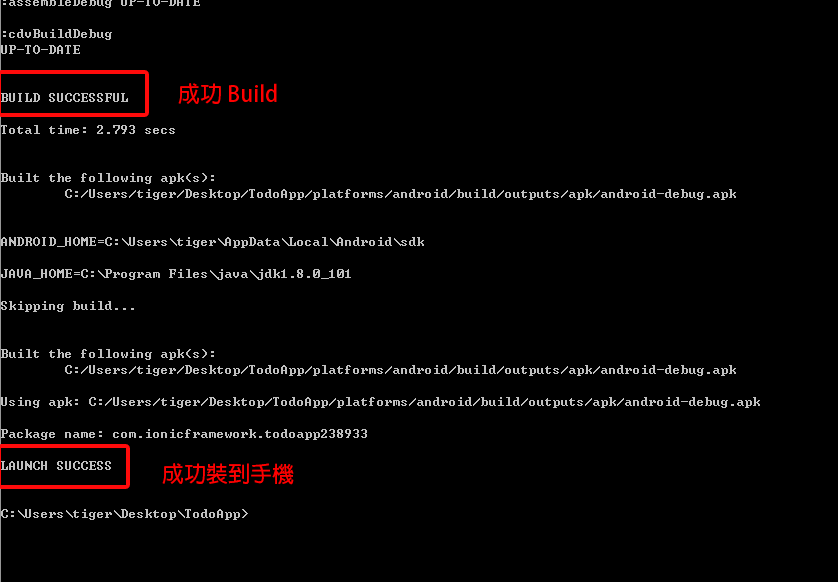 :assembleDebug UP-TO-DATE
:cdvBuildDebug
UP-TO-DATE
BUILD SUCCESSFUL
成功 Build
Total time: 2.793 secs
Built the following apk(s):
C:/Users/tiger/Desktop/TodoApp/platforms/android/build/outputs/apk/android-debug.apk
ANDROID_HOME=C:\Users\tiger\AppData\Local\Android\sdk
JAVA_HOME=C:\Program Files\java\jdk1.8.0_101
Skipping build...
Built the following apk(s):
C:/Users/tiger/Desktop/TodoApp/platforms/android/build/outputs/apk/android-debug.apk
Using apk: C:/Users/tiger/Desktop/TodoApp/platforms/android/build/outputs/apk/android-debug.apk
Package name: com.ionicframework.todoapp238933
LAUNCH SUCCESS
成功裝到手機
C:\Users\tiger\Desktop\TodoApp>